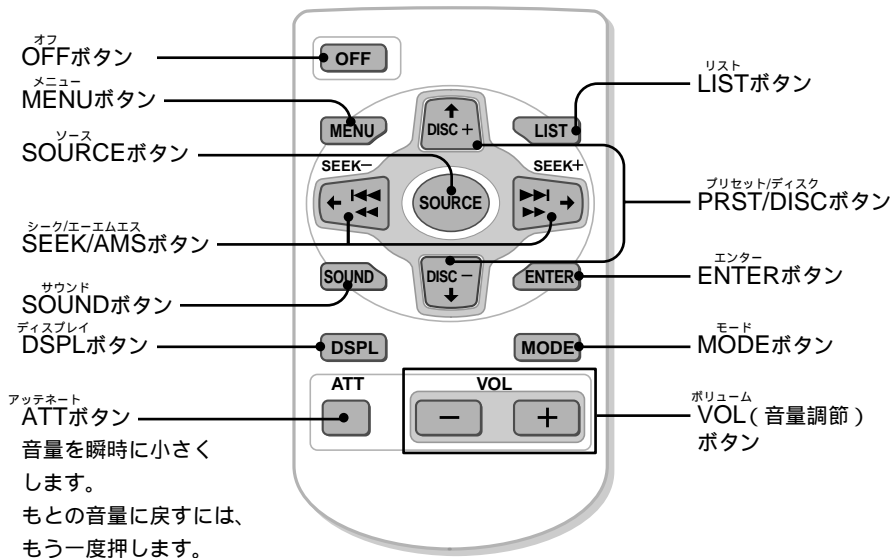 オフ
OFFボタン
メニュー
MENUボタン
ソース
SOURCEボタン
シーク/エーエムエス
SEEK/AMSボタン
サウンド
SOUNDボタン
ディスプレイ
DSPLボタン
アッテネート
ATTボタン
音量を瞬時に小さく
します。
もとの音量に戻すには、
もう一度押します。
OFF
MENU
DISC +
LIST
SEEK−
SEEK+
SOURCE
SOUND
DISC −
ENTER
DSPL
MODE
ATT
VOL
−
+
リスト
LISTボタン
プリセット/ディスク
PRST/DISCボタン
エンター
ENTERボタン
モード
MODEボタン
ボリューム
VOL(音量調節)
ボタン